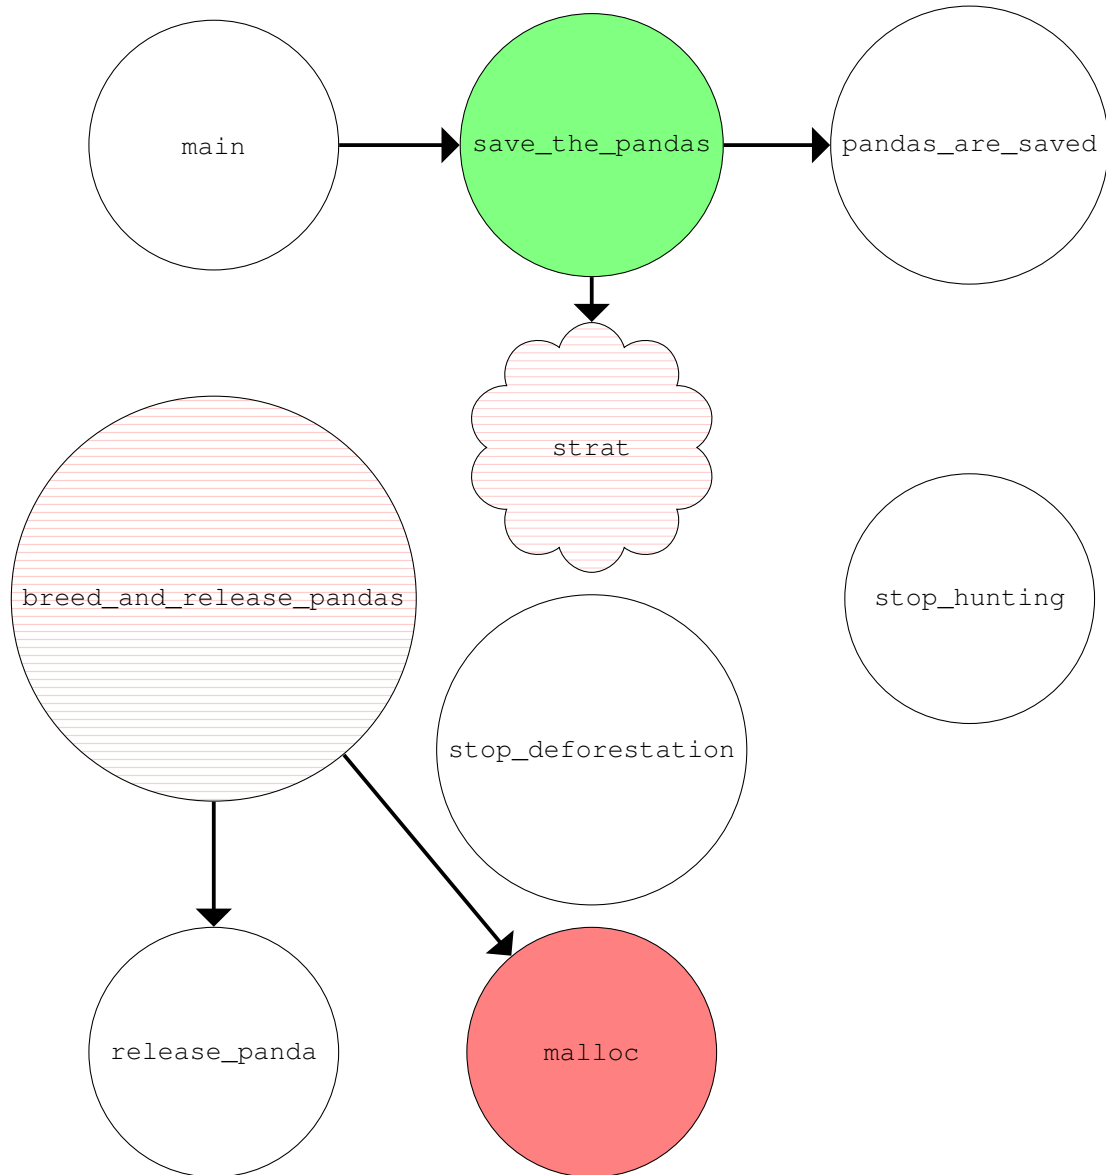 main
save_the_pandas
pandas_are_saved
strat
breed_and_release_pandas
stop_hunting
stop_deforestation
release_panda
malloc